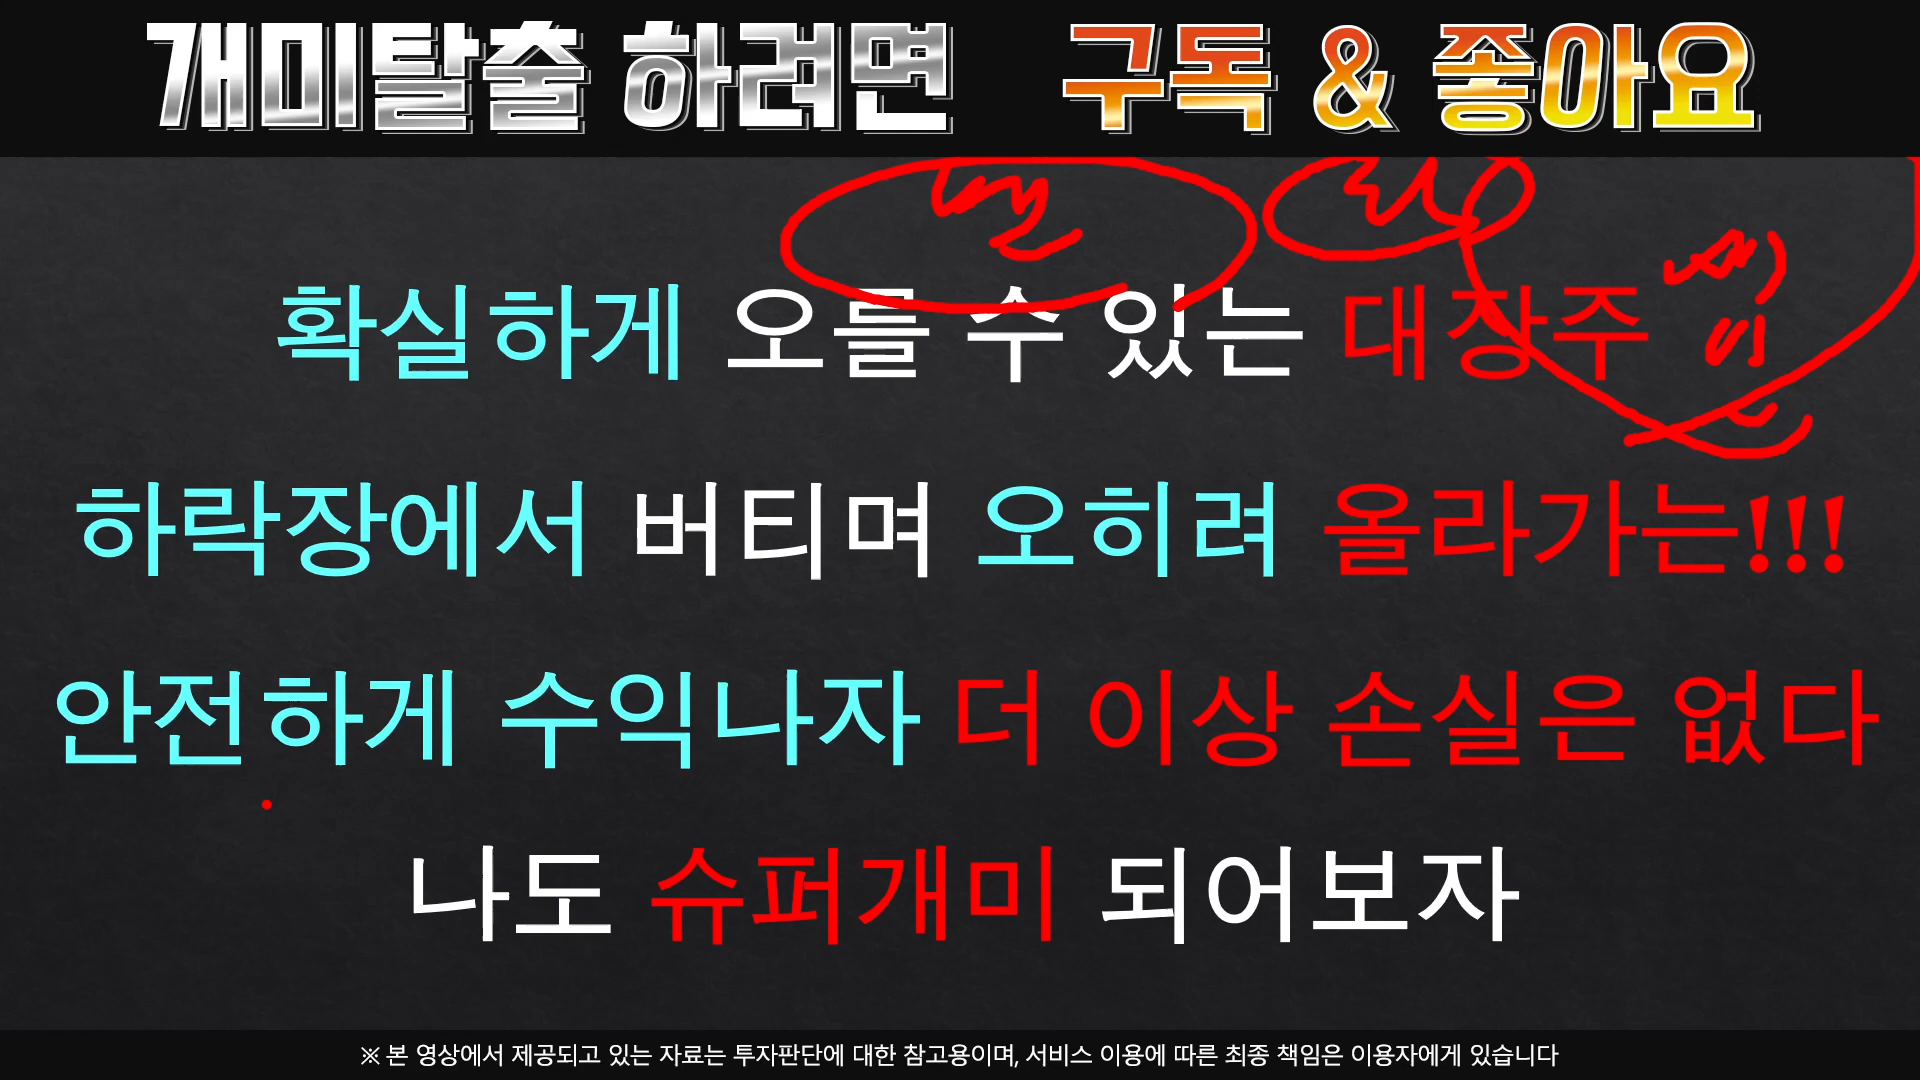 개미탈출 하려면 구독 & 좋아요
확실하게 오를 수 있는 대장주
하락장에서 버티며 오히려 올라가는!!!
안전하게 수익나자 더 이상 손실은 없다
나도 슈퍼개미 되어보자
※ 본 영상에서 제공되고 있는 자료는 투자판단에 대한 참고용이며, 서비스 이용에 따른 최종 책임은 이용자에게 있습니다